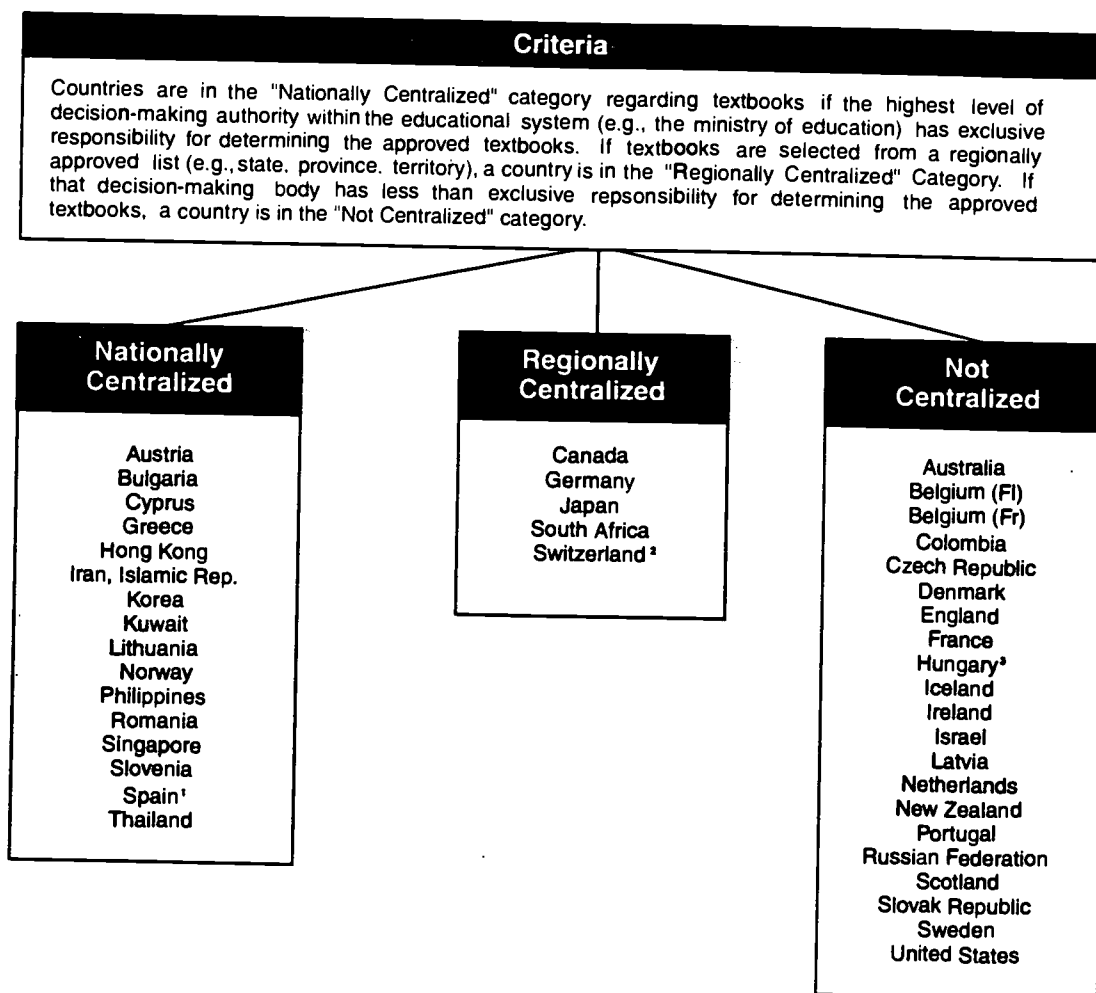 Criteria
Countries are in the "Nationally Centralized" category regarding textbooks if the highest level of
decision-making authority within the educational system (e.g., the ministry of education) has exclusive
responsibility for determining the approved textbooks. If textbooks are selected from a regionally
approved list (e.g., state. province. territory), a country is in the "Regionally Centralized" Category. If
that decision-making body has less than exclusive repsonsibility for determining the approved
textbooks, a country is in the "Not Centralized" category.
Nationally
Centralized
Austria
Bulgaria
Cyprus
Greece
Hong Kong
Iran, Islamic Rep.
Korea
Kuwait
Lithuania
Norway
Philippines
Romania
Singapore
Slovenia
Spain¹
Thailand
Regionally
Centralized
Canada
Germany
Japan
South Africa
Switzerland²
Not
Centralized
Australia
Belgium (Fl)
Belgium (Fr)
Colombia
Czech Republic
Denmark
England
France
Hungary³
Iceland
Ireland
Israel
Latvia
Netherlands
New Zealand
Portugal
Russian Federation
Scotland
Slovak Republic
Sweden
United States